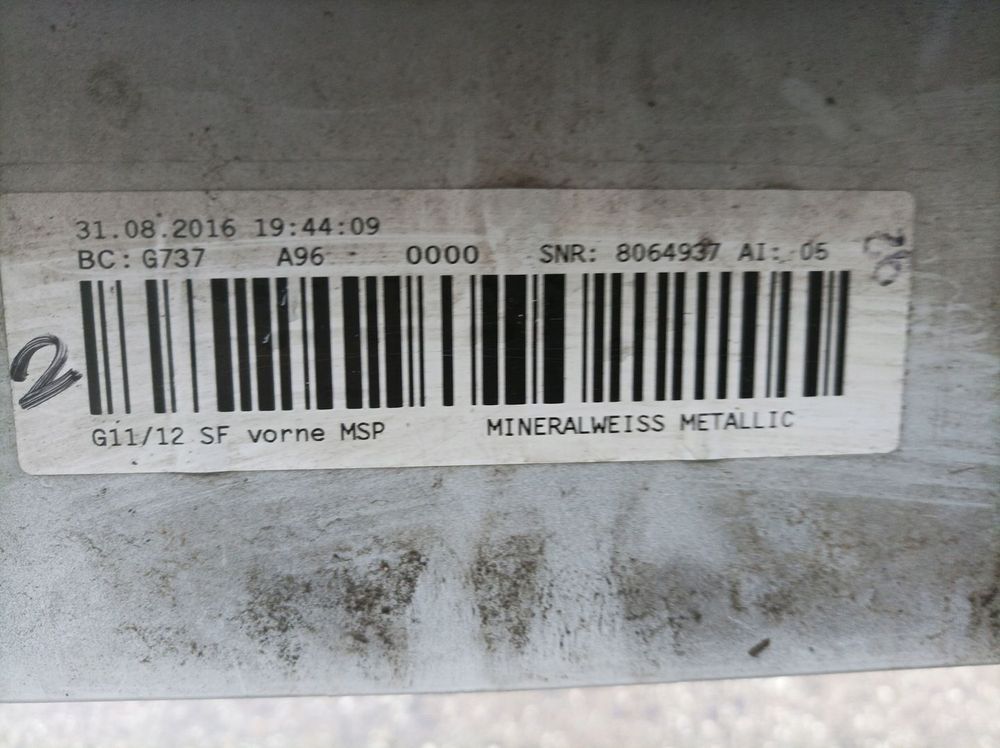 31.08.2016 19:44:09
BC: G737 A96 0000 SNR: 8064937 AI: 05
2
G11/12 SF vorne MSP MINERALWEISS METALLIC